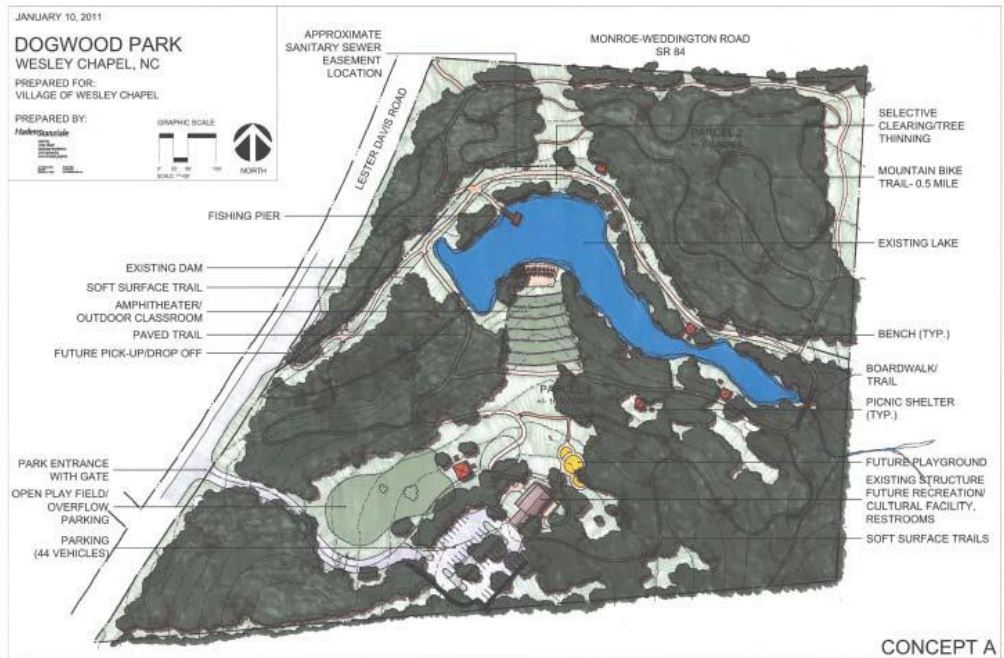 JANUARY 10, 2011
DOGWOOD PARK
WESLEY CHAPEL, NC
PREPARED FOR:
VILLAGE OF WESLEY CHAPEL
PREPARED BY:
HadenStanziale
GRAPHIC SCALE
NORTH
APPROXIMATE
SANITARY SEWER
EASEMENT
LOCATION
MONROE-WEDDINGTON ROAD
SR 84
LESTER DAVIS ROAD
PARCEL 2
SELECTIVE
CLEARING/TREE
THINNING
MOUNTAIN BIKE
TRAIL- 0.5 MILE
EXISTING LAKE
BENCH (TYP.)
BOARDWALK/
TRAIL
PICNIC SHELTER
(TYP.)
FUTURE PLAYGROUND
EXISTING STRUCTURE
FUTURE RECREATION/
CULTURAL FACILITY,
RESTROOMS
SOFT SURFACE TRAILS
FISHING PIER
EXISTING DAM
SOFT SURFACE TRAIL
AMPHITHEATER/
OUTDOOR CLASSROOM
PAVED TRAIL
FUTURE PICK-UP/DROP OFF
PARK ENTRANCE
WITH GATE
OPEN PLAY FIELD/
OVERFLOW
PARKING
PARKING
(44 VEHICLES)
CONCEPT A